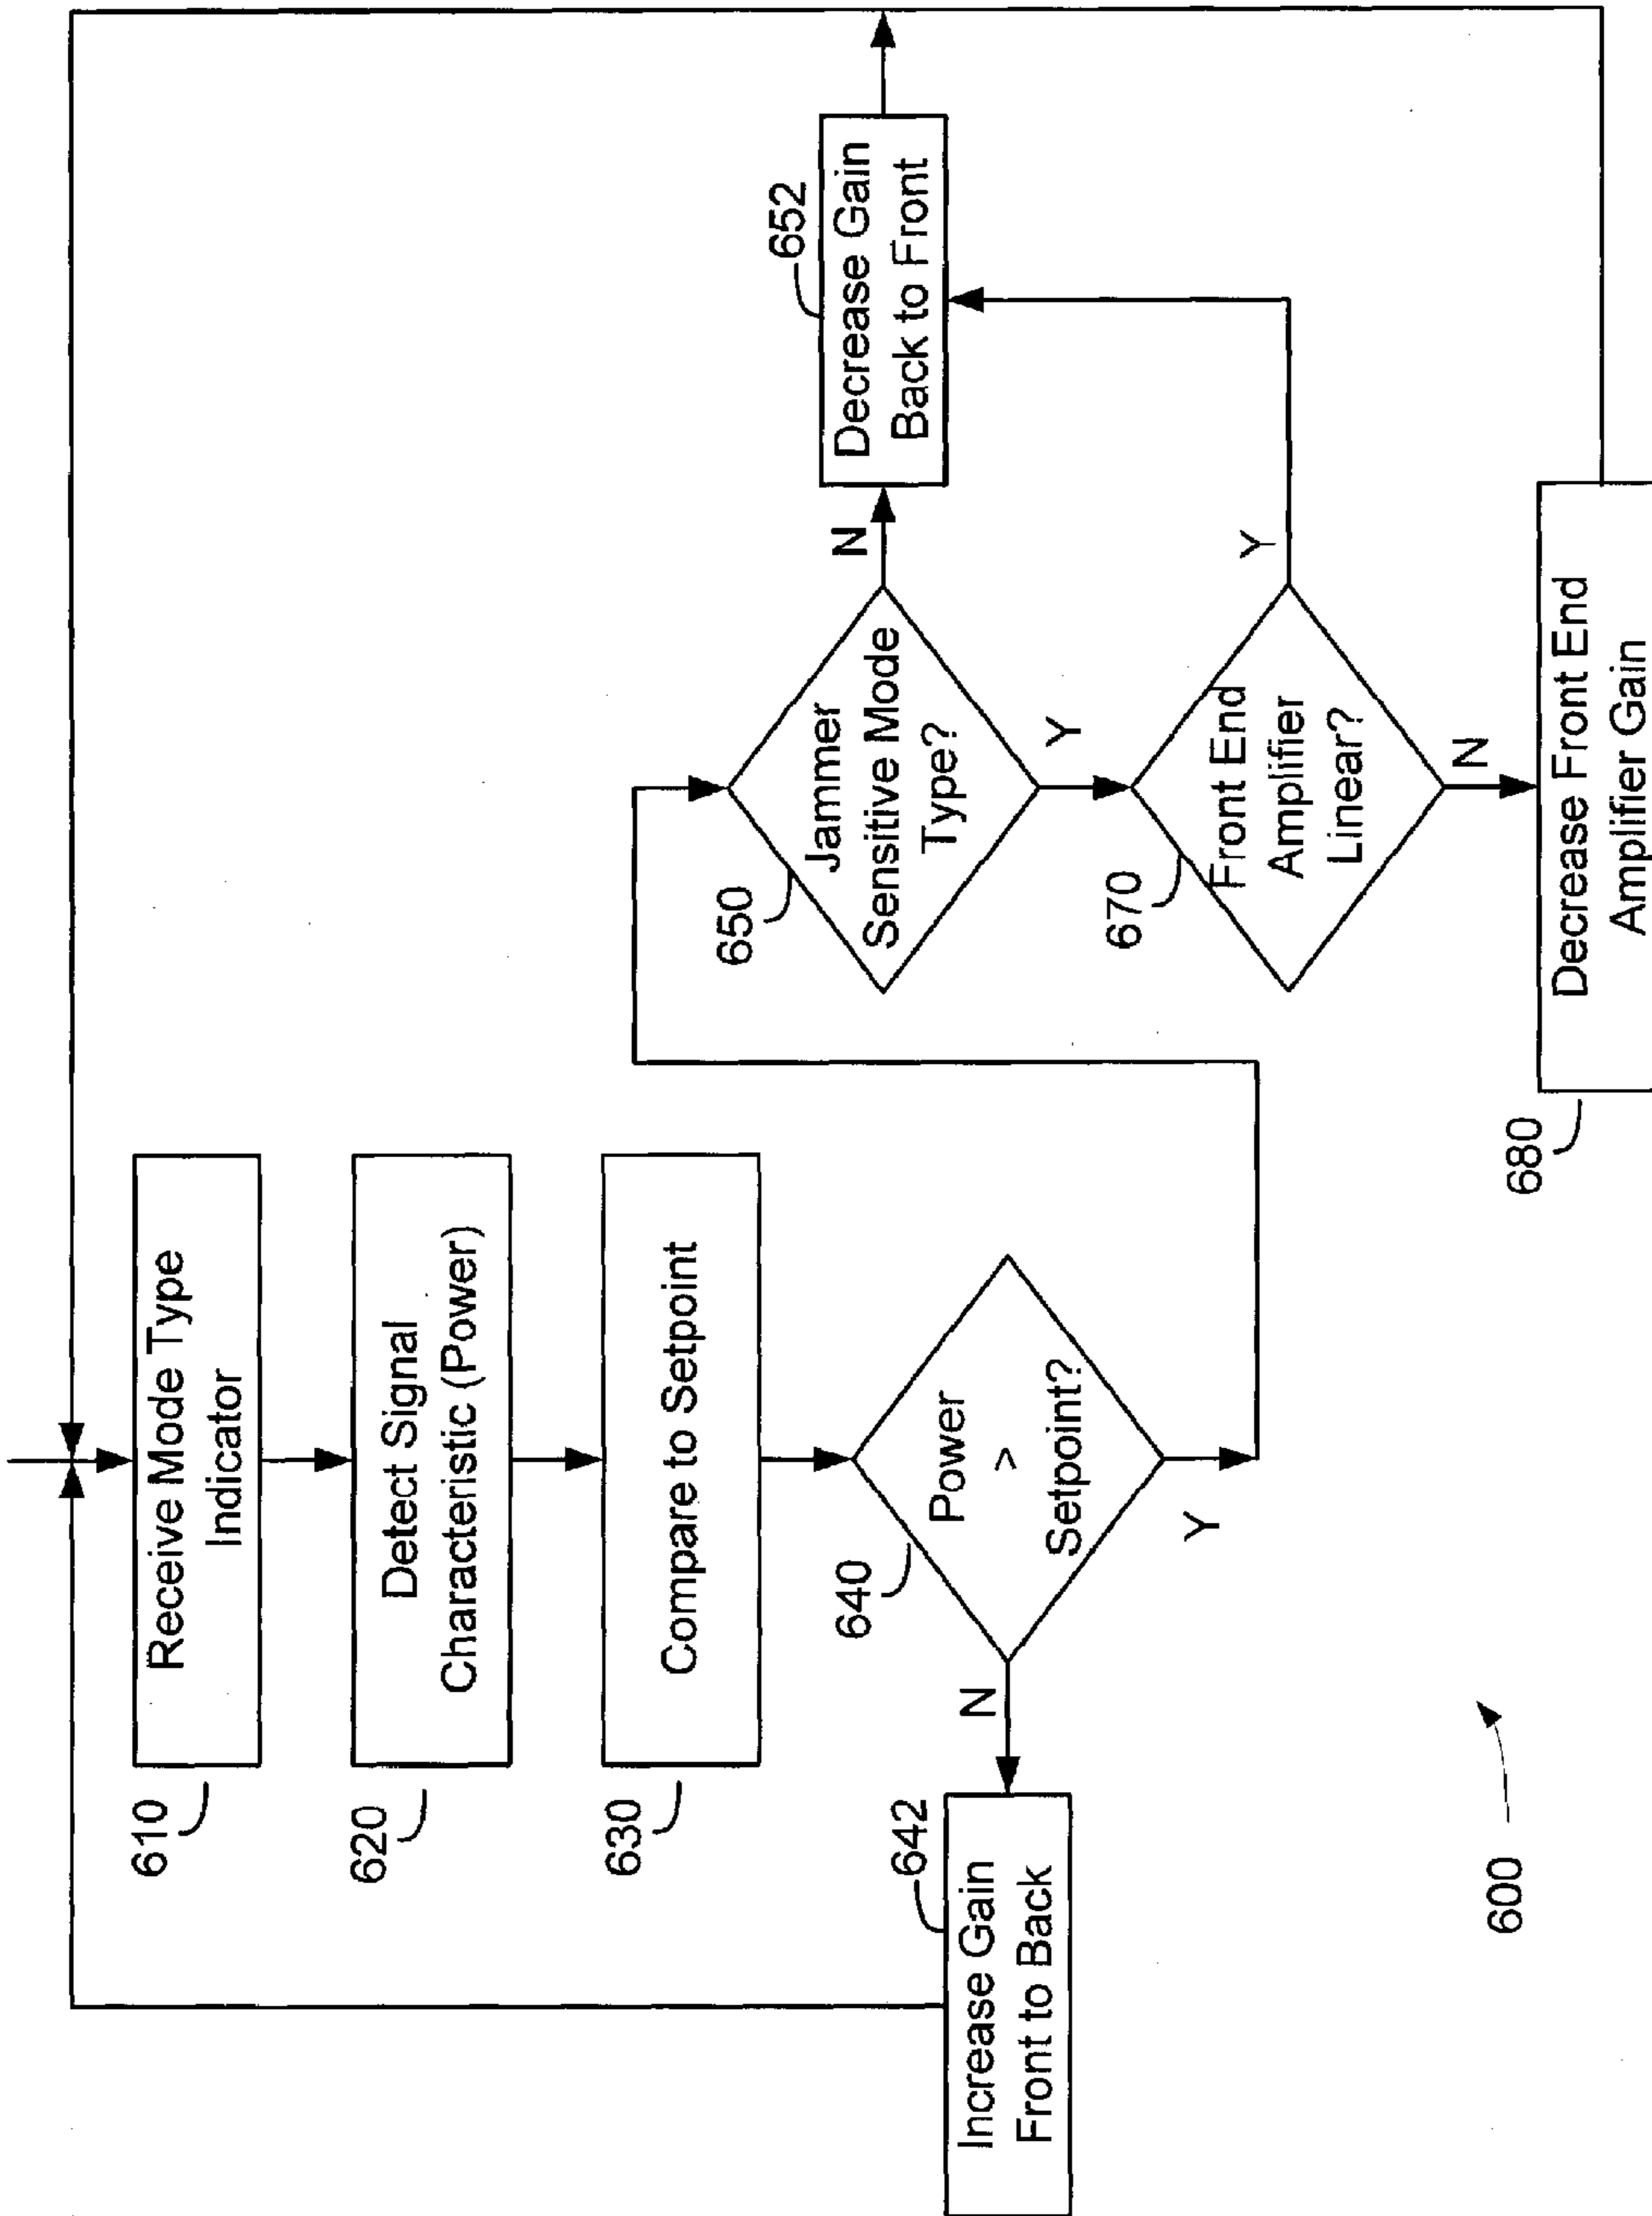 610
Receive Mode Type
Indicator
620
Detect Signal
Characteristic (Power)
630
Compare to Setpoint
640
Power
>
Setpoint?
N
Y
642
Increase Gain
Front to Back
650
Jammer
Sensitive Mode
Type?
N
Y
652
Decrease Gain
Back to Front
670
Front End
Amplifier
Linear?
Y
N
680
Decrease Front End
Amplifier Gain
600